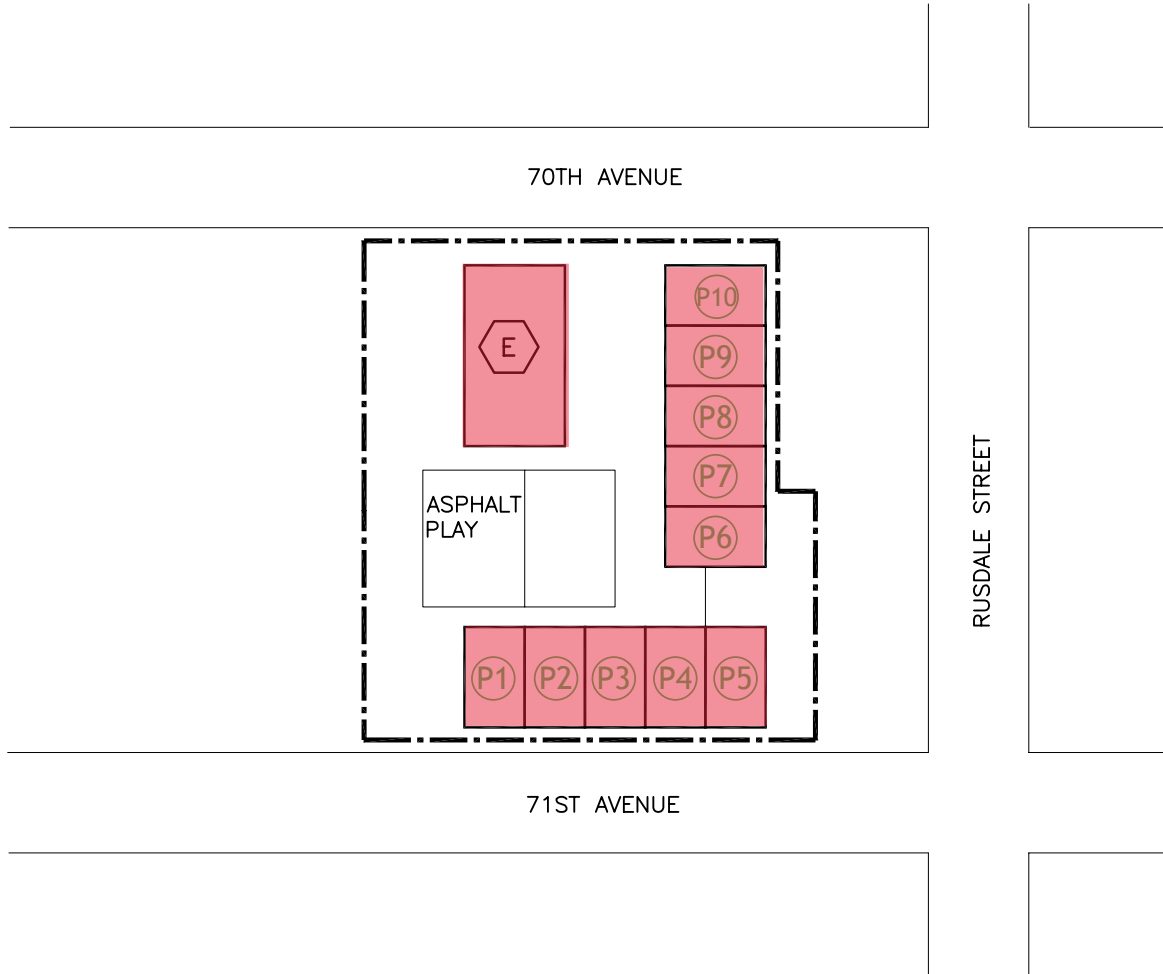 70TH AVENUE
P10
E
P9
P8
P7
ASPHALT
PLAY
P6
RUSDALE STREET
P1 P2 P3 P4 P5
71ST AVENUE